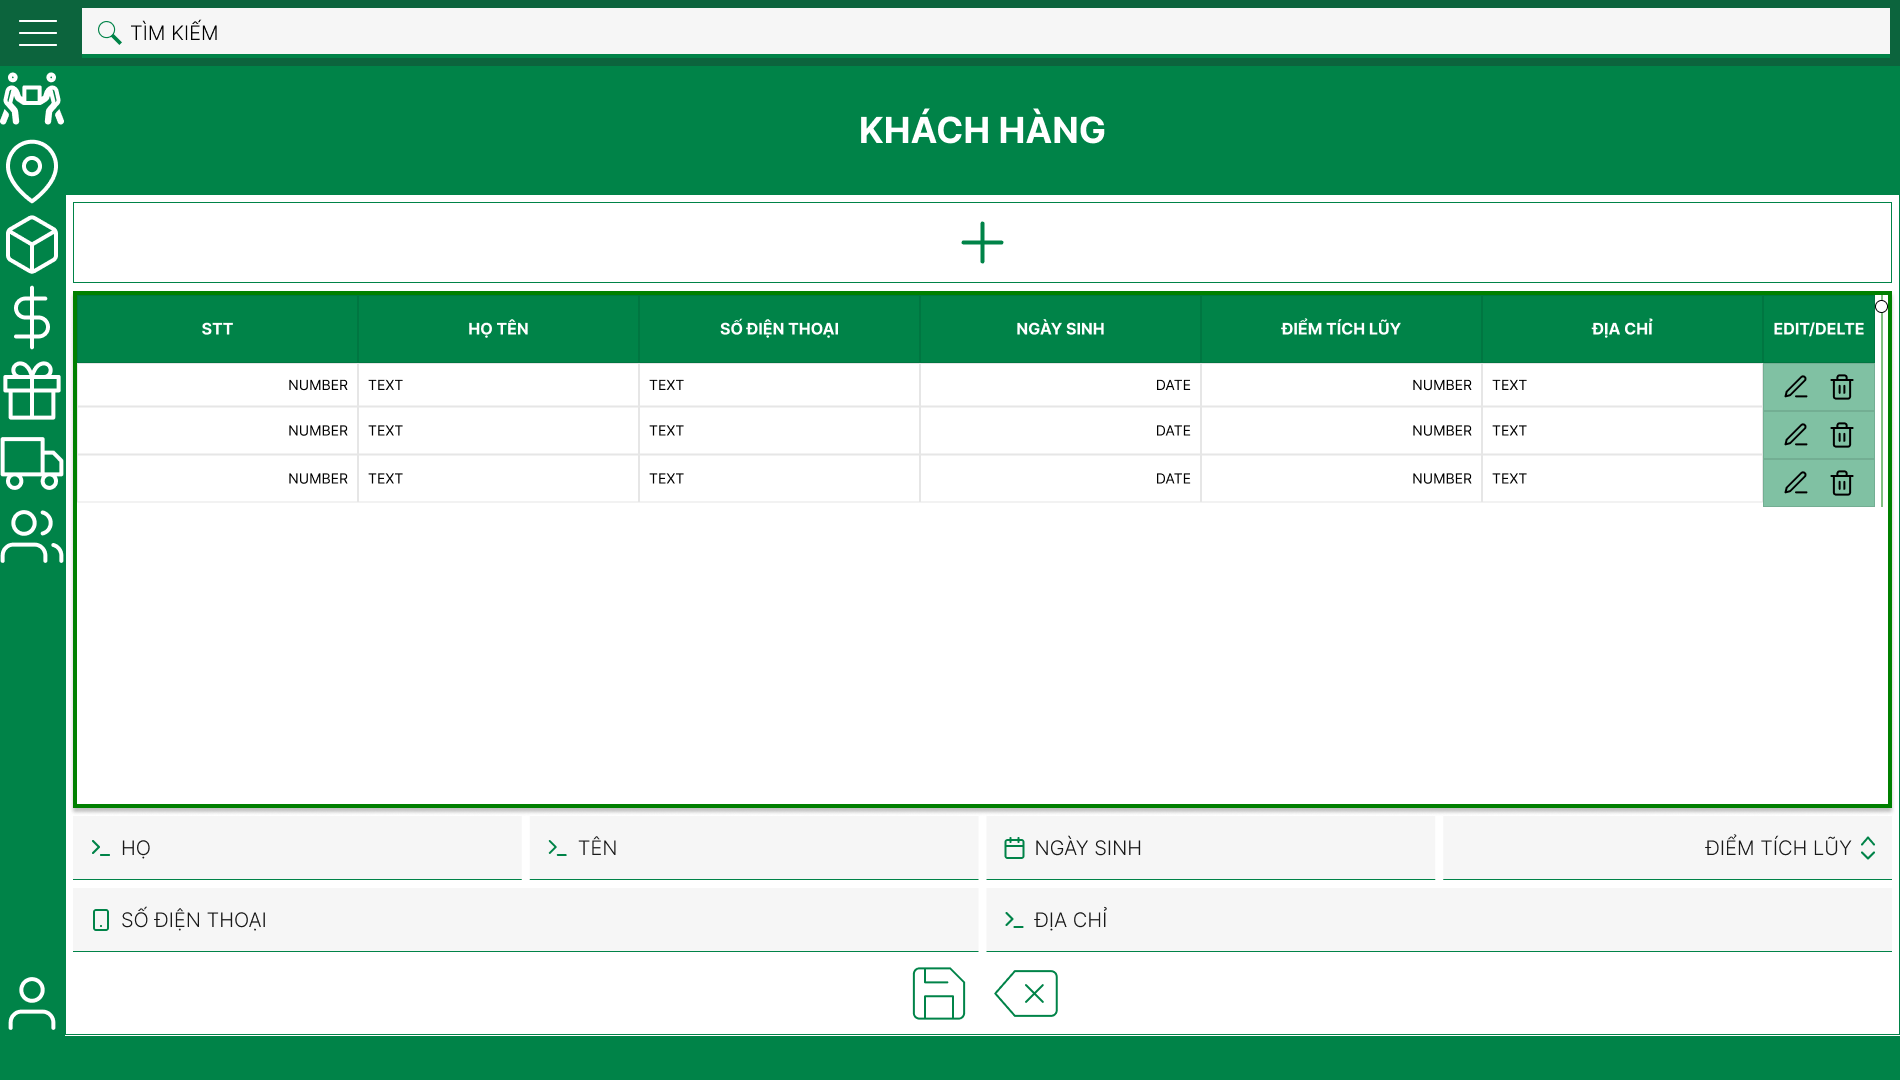 TÌM KIẾM
KHÁCH HÀNG
STT HỌ TÊN SỐ ĐIỆN THOẠI NGÀY SINH ĐIỂM TÍCH LŨY ĐỊA CHỈ EDIT/DELTE
NUMBER TEXT TEXT DATE NUMBER TEXT
NUMBER TEXT TEXT DATE NUMBER TEXT
NUMBER TEXT TEXT DATE NUMBER TEXT
HỌ TÊN NGÀY SINH ĐIỂM TÍCH LŨY
SỐ ĐIỆN THOẠI ĐỊA CHỈ